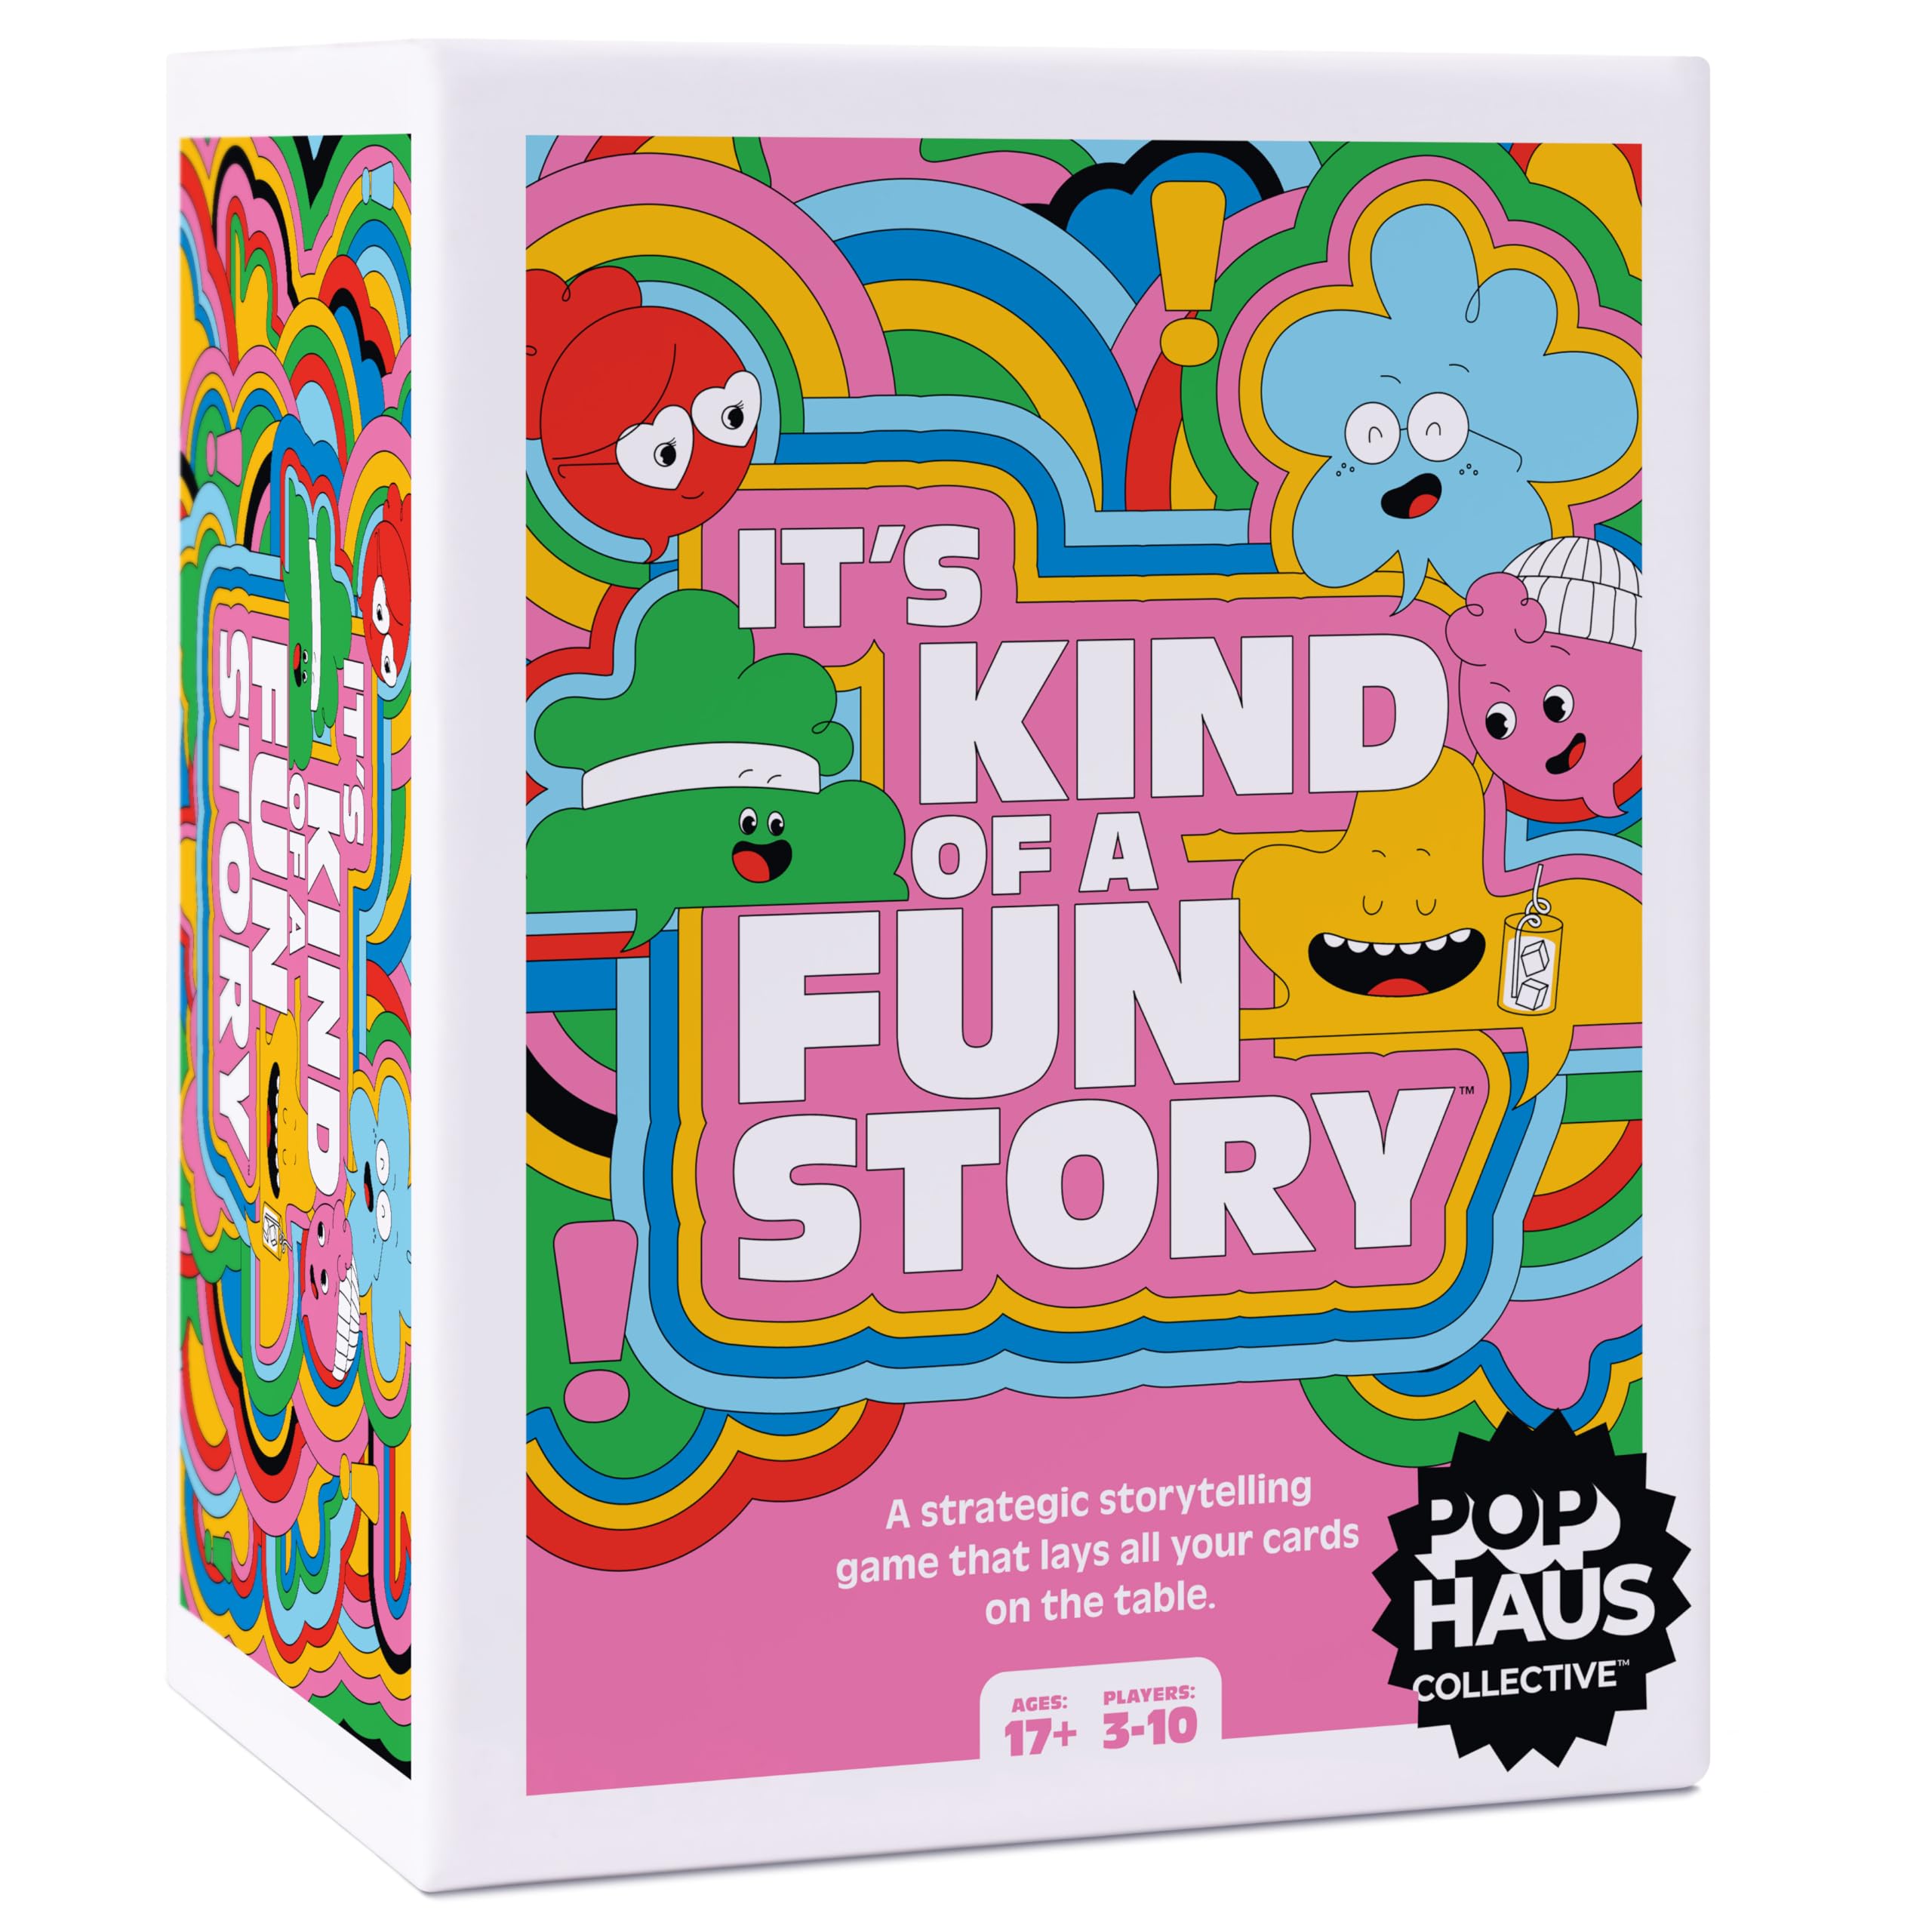 IT'S
KIND
OF A
FUN
STORY™
A strategic storytelling
game that lays all your cards
on the table.
AGES: PLAYERS:
17+ 3-10
POP
HAUS
COLLECTIVE™
IT'S
KIND
OF A
FUN
STORY